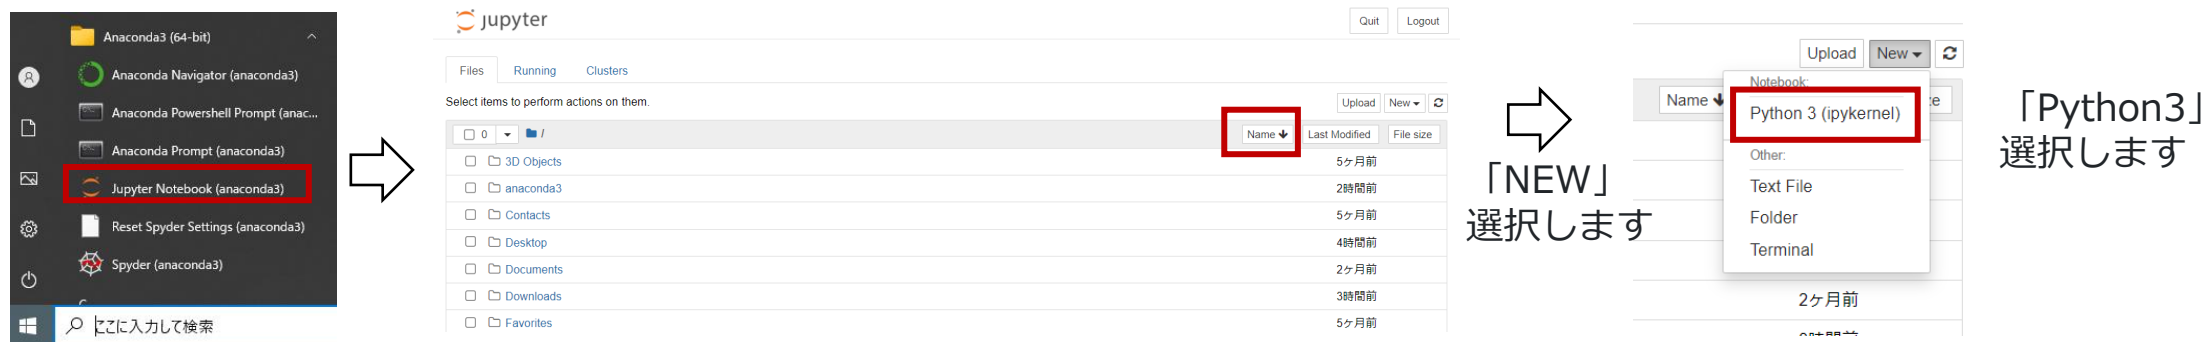 Anaconda3 (64-bit)
Anaconda Navigator (anaconda3)
Anaconda Powershell Prompt (anac...
Anaconda Prompt (anaconda3)
Jupyter Notebook (anaconda3)
Reset Spyder Settings (anaconda3)
Spyder (anaconda3)
ここに入力して検索
jupyter
Quit Logout
Files Running Clusters
Select items to perform actions on them.
Upload New
0 / Name Last Modified File size
3D Objects 5ヶ月前
anaconda3 2時間前
Contacts 5ヶ月前
Desktop 4時間前
Documents 2ヶ月前
Downloads 3時間前
Favorites 5ヶ月前
「NEW」
選択します
Upload New
Notebook:
Name
Python 3 (ipykernel)
Other:
Text File
Folder
Terminal
2ヶ月前
「Python3」
選択します